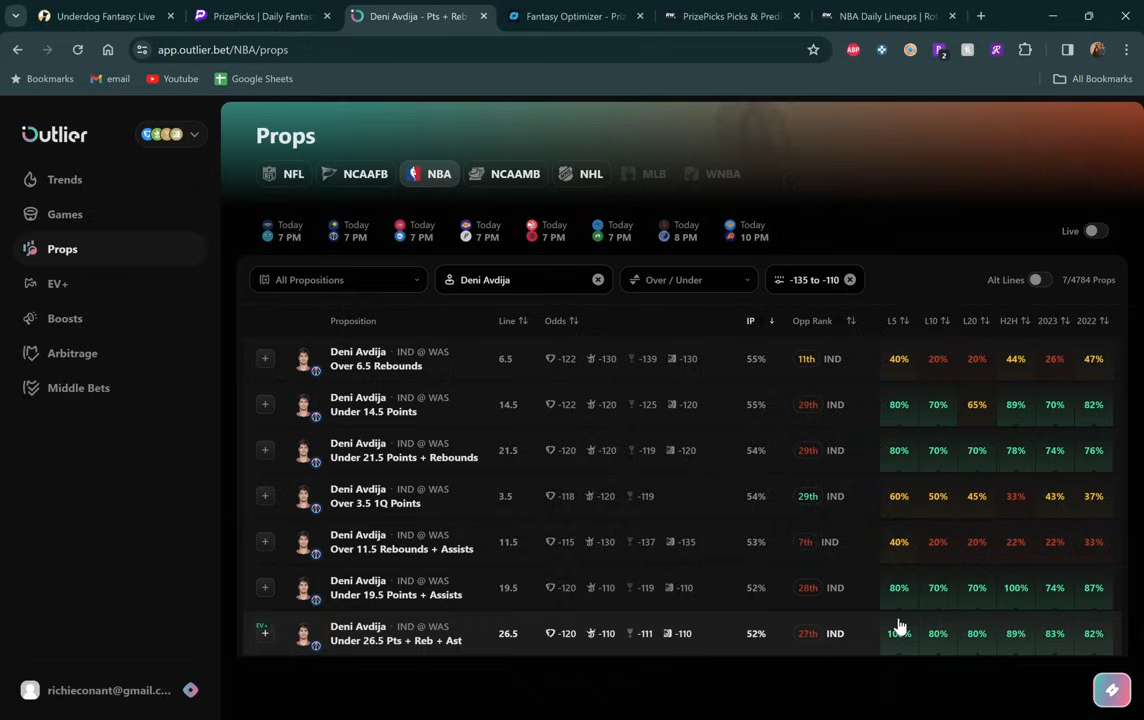 Underdog Fantasy: Live
PrizePicks | Daily Fantas
Deni Avdija - Pts + Reb
Fantasy Optimizer - Priz
PrizePicks Picks & Predi
NBA Daily Lineups | Rot
app.outlier.bet/NBA/props
ABP
2
Bookmarks
email
Youtube
Google Sheets
All Bookmarks
Outlier
Trends
Games
Props
EV+
Boosts
Arbitrage
Middle Bets
richieconant@gmail.c...
Props
NFL
NCAAFB
NBA
NCAAMB
NHL
MLB
WNBA
Today 7 PM
Today 7 PM
Today 7 PM
Today 7 PM
Today 7 PM
Today 7 PM
Today 8 PM
Today 10 PM
Live
All Propositions
Deni Avdija
Over / Under
-135 to -110
Alt Lines
7/4784 Props
Proposition Line Odds IP Opp Rank L5 L10 L20 H2H 2023 2022
Deni Avdija · IND @ WAS
Over 6.5 Rebounds 6.5 -122 -130 -139 -130 55% 11th IND 40% 20% 20% 44% 26% 47%
Deni Avdija · IND @ WAS
Under 14.5 Points 14.5 -122 -120 -125 -120 55% 29th IND 80% 70% 65% 89% 70% 82%
Deni Avdija · IND @ WAS
Under 21.5 Points + Rebounds 21.5 -120 -120 -119 -120 54% 29th IND 80% 70% 70% 78% 74% 76%
Deni Avdija · IND @ WAS
Over 3.5 1Q Points 3.5 -118 -120 -119 54% 29th IND 60% 50% 45% 33% 43% 37%
Deni Avdija · IND @ WAS
Over 11.5 Rebounds + Assists 11.5 -115 -130 -137 -135 53% 7th IND 40% 20% 20% 22% 22% 33%
Deni Avdija · IND @ WAS
Under 19.5 Points + Assists 19.5 -120 -110 -119 -110 52% 28th IND 80% 70% 70% 100% 74% 87%
EV+
Deni Avdija · IND @ WAS
Under 26.5 Pts + Reb + Ast 26.5 -120 -110 -111 -110 52% 27th IND 100% 80% 80% 89% 83% 82%